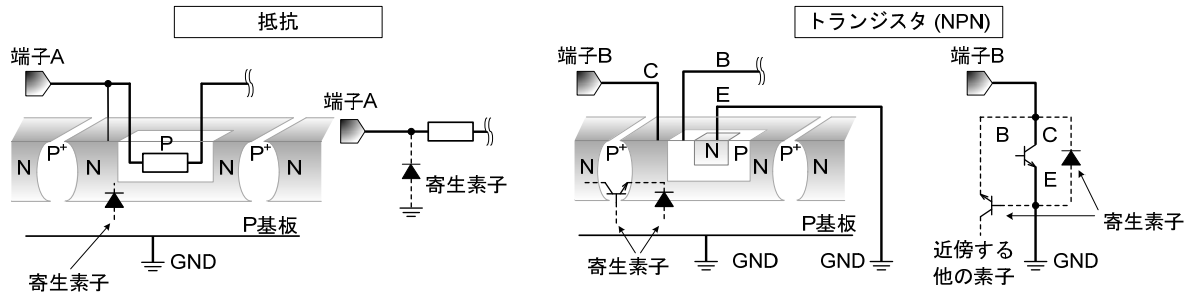 抵抗
端子A
P
N
P+
N
N
P+
N
P基板
寄生素子
GND
端子A
寄生素子
トランジスタ (NPN)
端子B
C
B
E
N
P+
N
N
P
P+
N
P基板
寄生素子
GND
GND
端子B
B
C
E
寄生素子
近傍する
他の素子
GND